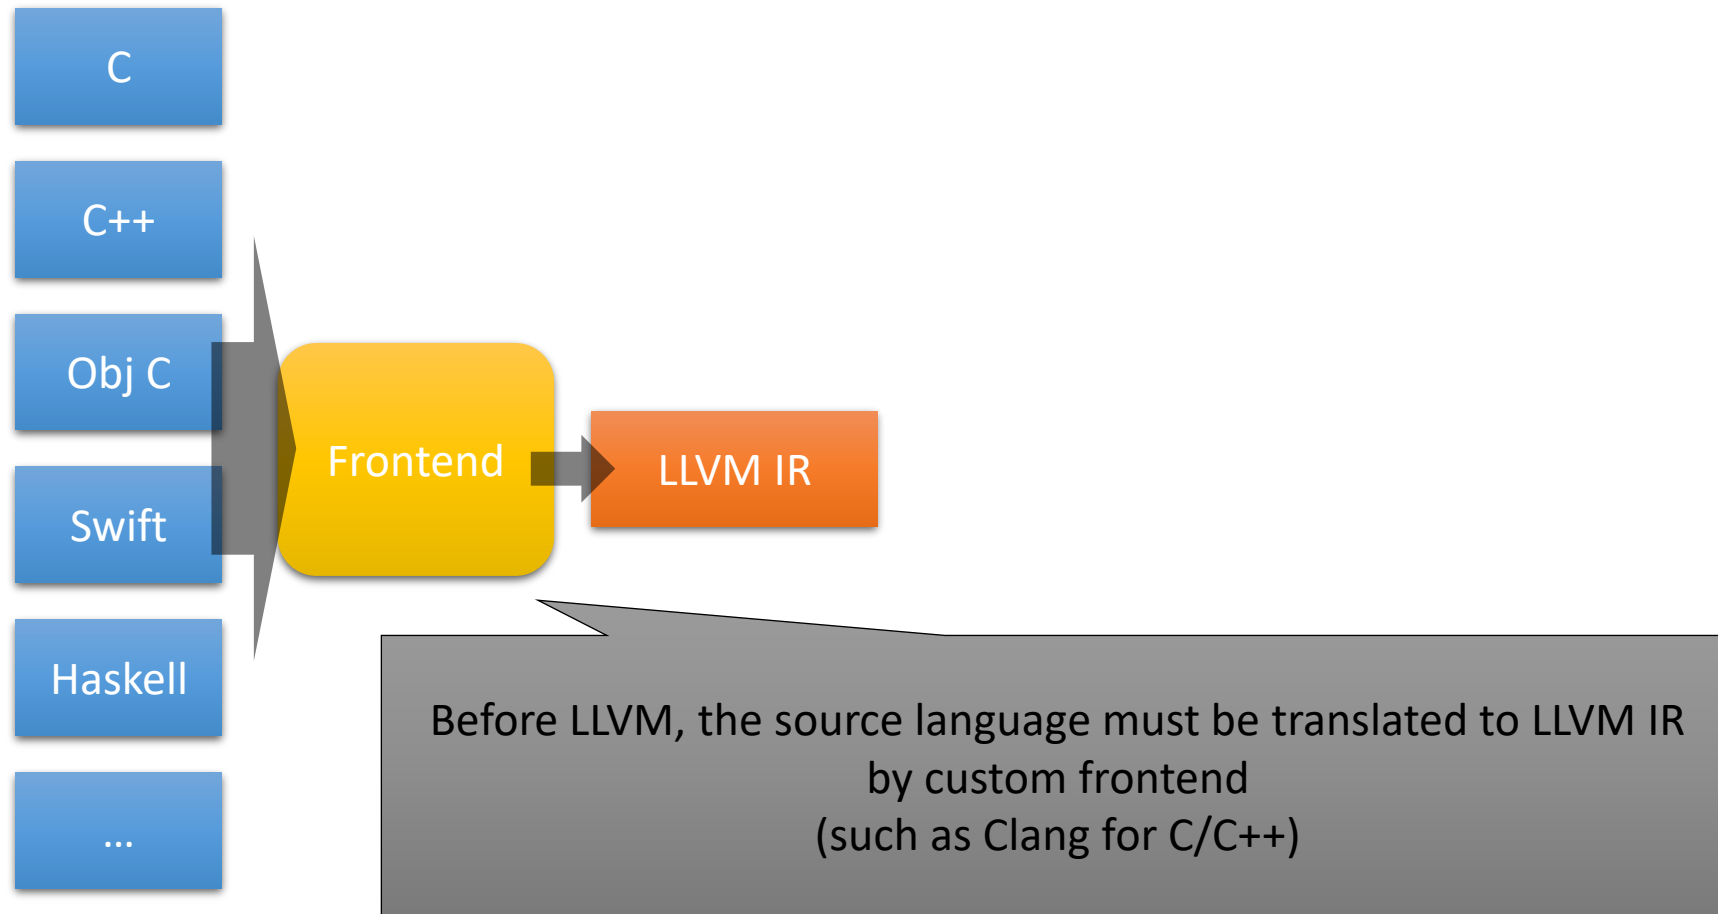 C
C++
Obj C
Swift
Haskell
...
Frontend
LLVM IR
Before LLVM, the source language must be translated to LLVM IR
by custom frontend
(such as Clang for C/C++)